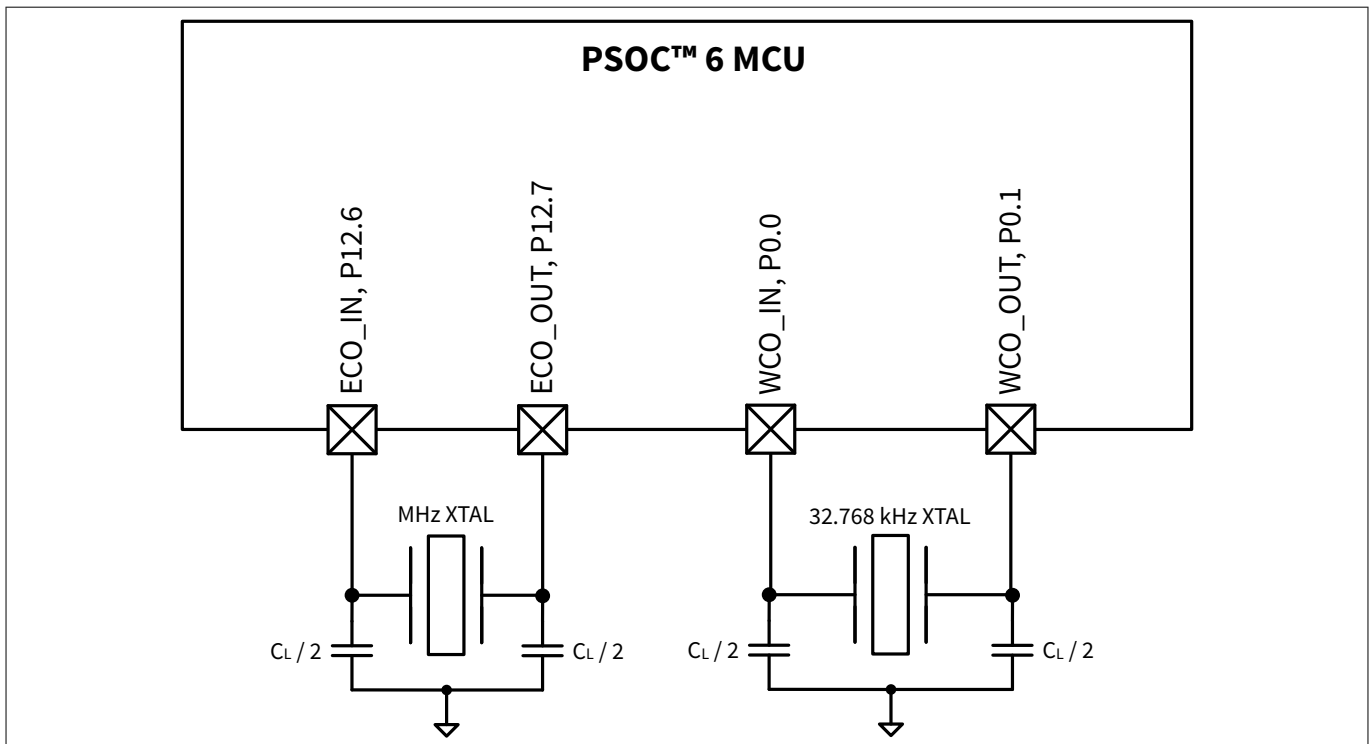 PSOC™ 6 MCU
ECO_IN, P12.6
ECO_OUT, P12.7
WCO_IN, P0.0
WCO_OUT, P0.1
MHz XTAL
32.768 kHz XTAL
CL / 2
CL / 2
CL / 2
CL / 2